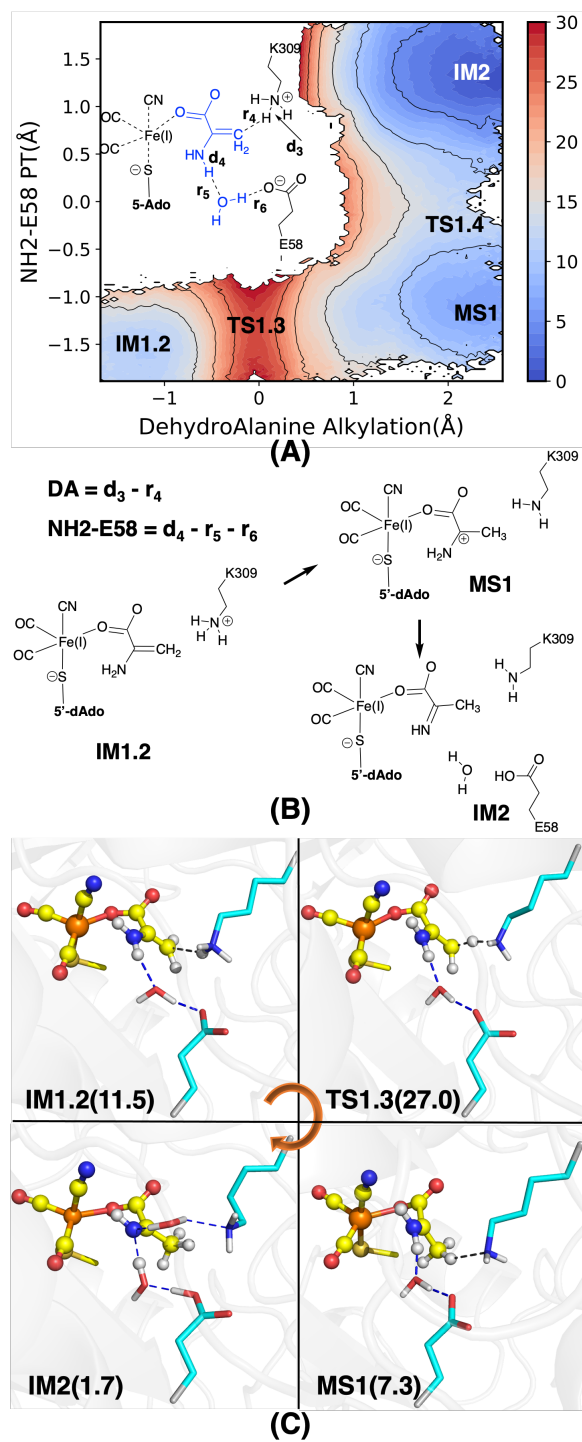 NH2-E58 PT(Å)
1.5
1.0
0.5
0.0
−0.5
−1.0
−1.5
K309
H N ⊕
H H
r4
d3
CN
O
O
OC
Fe(I)
CH2
OC
HN d4
⊖ S
H
r5
O ⊖ O
5-Ado
O H
r6
H
E58
IM2
TS1.4
TS1.3
MS1
IM1.2
−1
0
1
2
DehydroAlanine Alkylation(Å)
30
25
20
15
10
5
0
(A)
DA = d3 - r4
NH2-E58 = d4 - r5 - r6
K309
CN
O
OC
O
H N
H
Fe(I)
OC
CH3
⊕
⊖ S
H2N
5'-dAdo
MS1
K309
CN
O
H N ⊕
H H
OC
O
Fe(I)
OC
CH2
⊖ S
H2N
5'-dAdo
IM1.2
K309
CN
O
H N
H
OC
O
Fe(I)
OC
CH3
⊖ S
HN
5'-dAdo
H O
H
HO O
IM2
E58
(B)
IM1.2(11.5)
TS1.3(27.0)
IM2(1.7)
MS1(7.3)
(C)